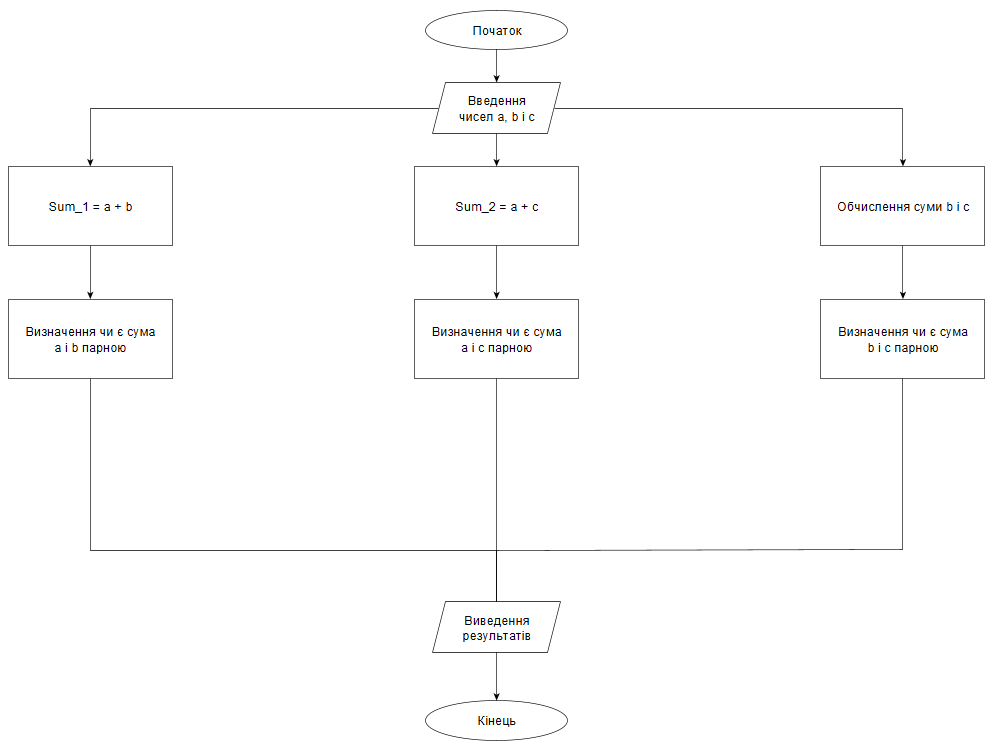 Початок
Введення
чисел a, b і c
Sum_1 = a + b
Sum_2 = a + c
Обчислення суми b і c
Визначення чи є сума
a і b парною
Визначення чи є сума
a і c парною
Визначення чи є сума
b і c парною
Виведення
результатів
Кінець